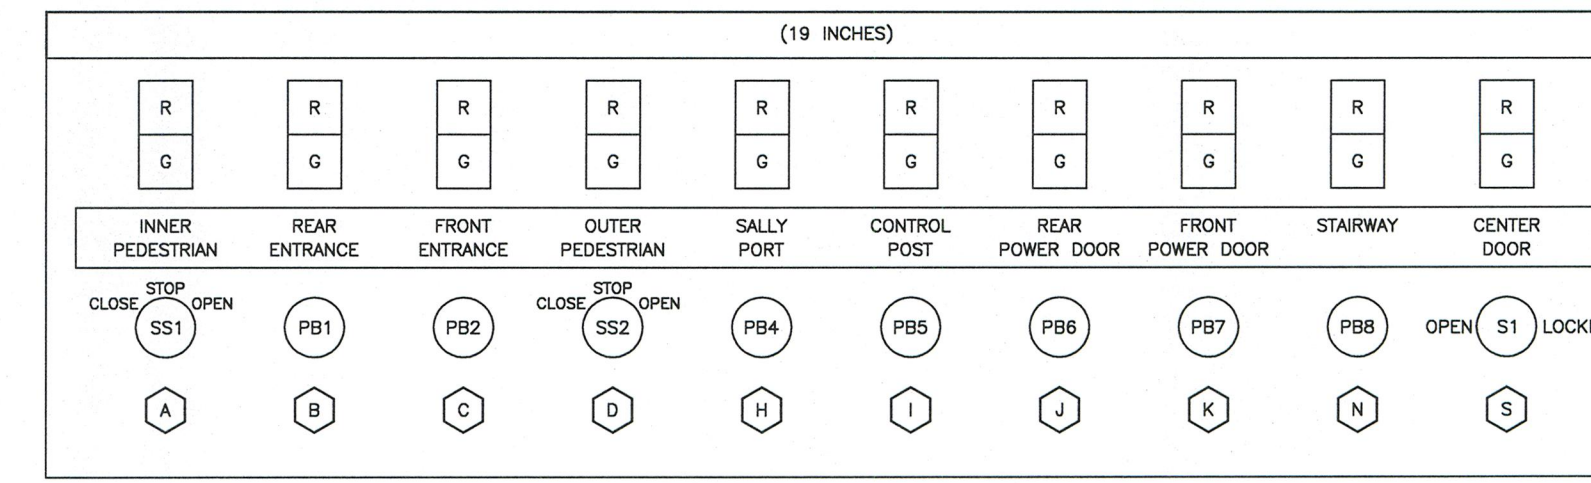 (19 INCHES)
R R R R R R R R R R
G G G G G G G G G G
INNER PEDESTRIAN
REAR ENTRANCE
FRONT ENTRANCE
OUTER PEDESTRIAN
SALLY PORT
CONTROL POST
REAR POWER DOOR
FRONT POWER DOOR
STAIRWAY
CENTER DOOR
CLOSE STOP OPEN
CLOSE STOP OPEN
SS1 PB1 PB2 SS2 PB4 PB5 PB6 PB7 PB8 OPEN S1
A B C D H I J K N S